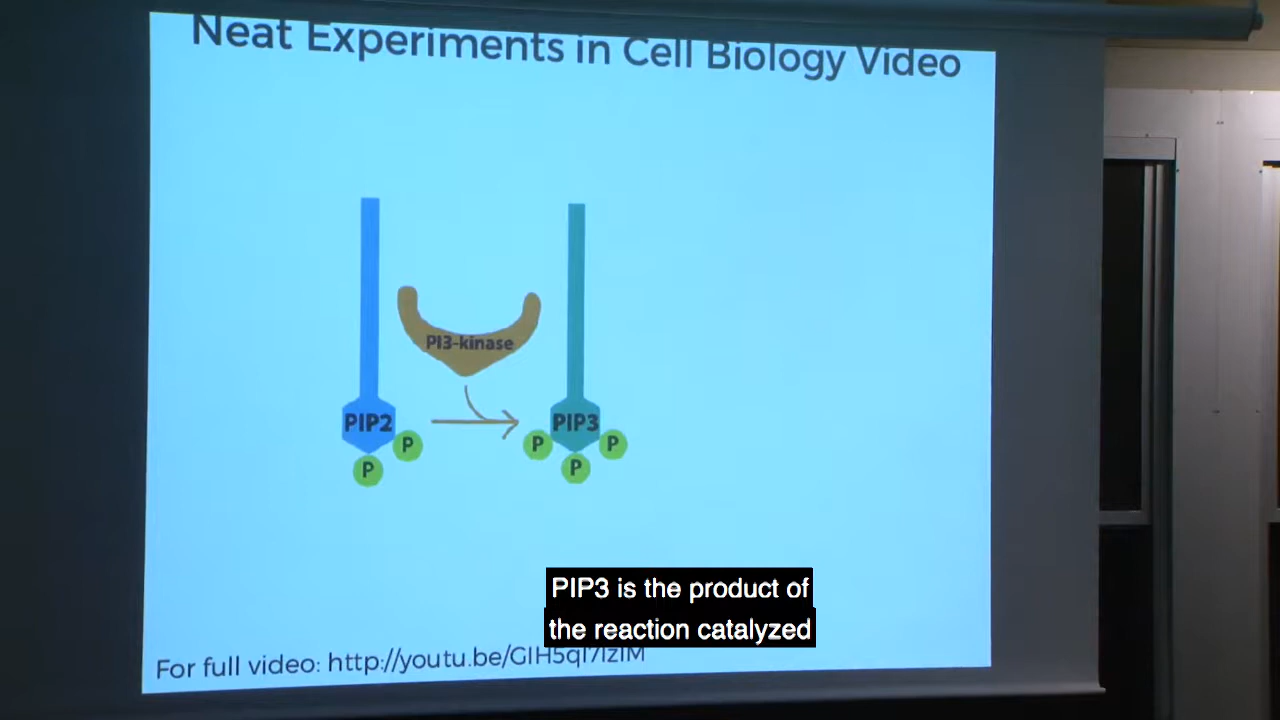 Neat Experiments in Cell Biology Video
PI3-kinase
PIP2
PIP3
P
P
P
P
P
PIP3 is the product of
the reaction catalyzed
For full video: http://youtu.be/